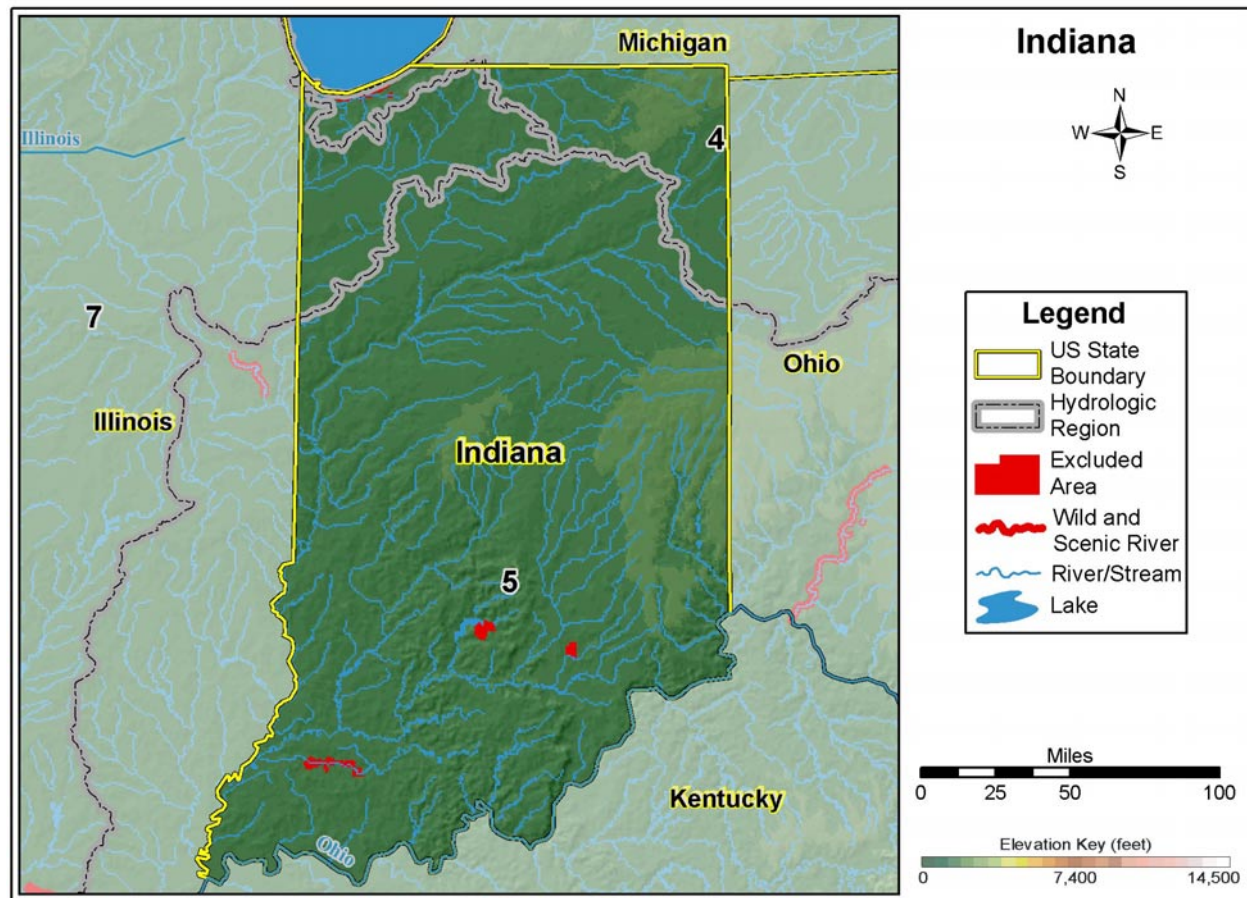 Michigan
Illinois
4
7
Ohio
Illinois
Indiana
5
Kentucky
Ohio
Indiana
N
W E
S
Legend
US State
Boundary
Hydrologic
Region
Excluded
Area
Wild and
Scenic River
River/Stream
Lake
Miles
0 25 50 100
Elevation Key (feet)
0 7,400 14,500